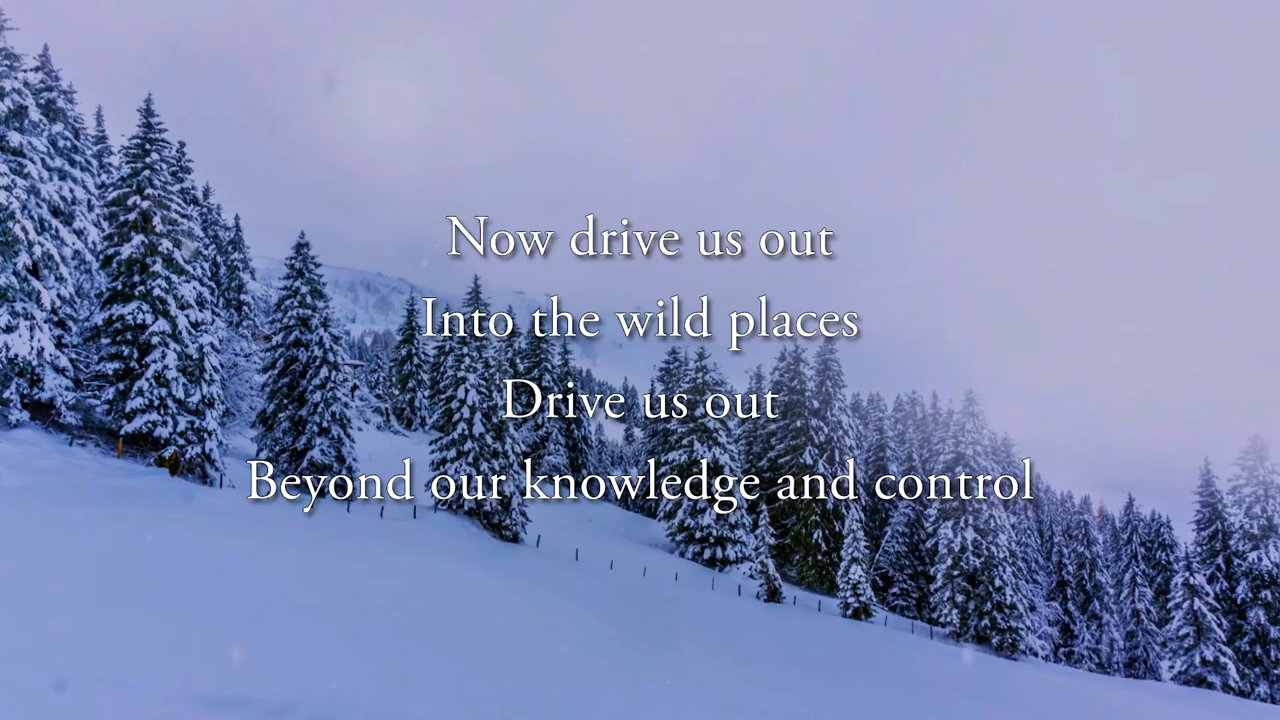 Now drive us out
Into the wild places
Drive us out
Beyond our knowledge and control